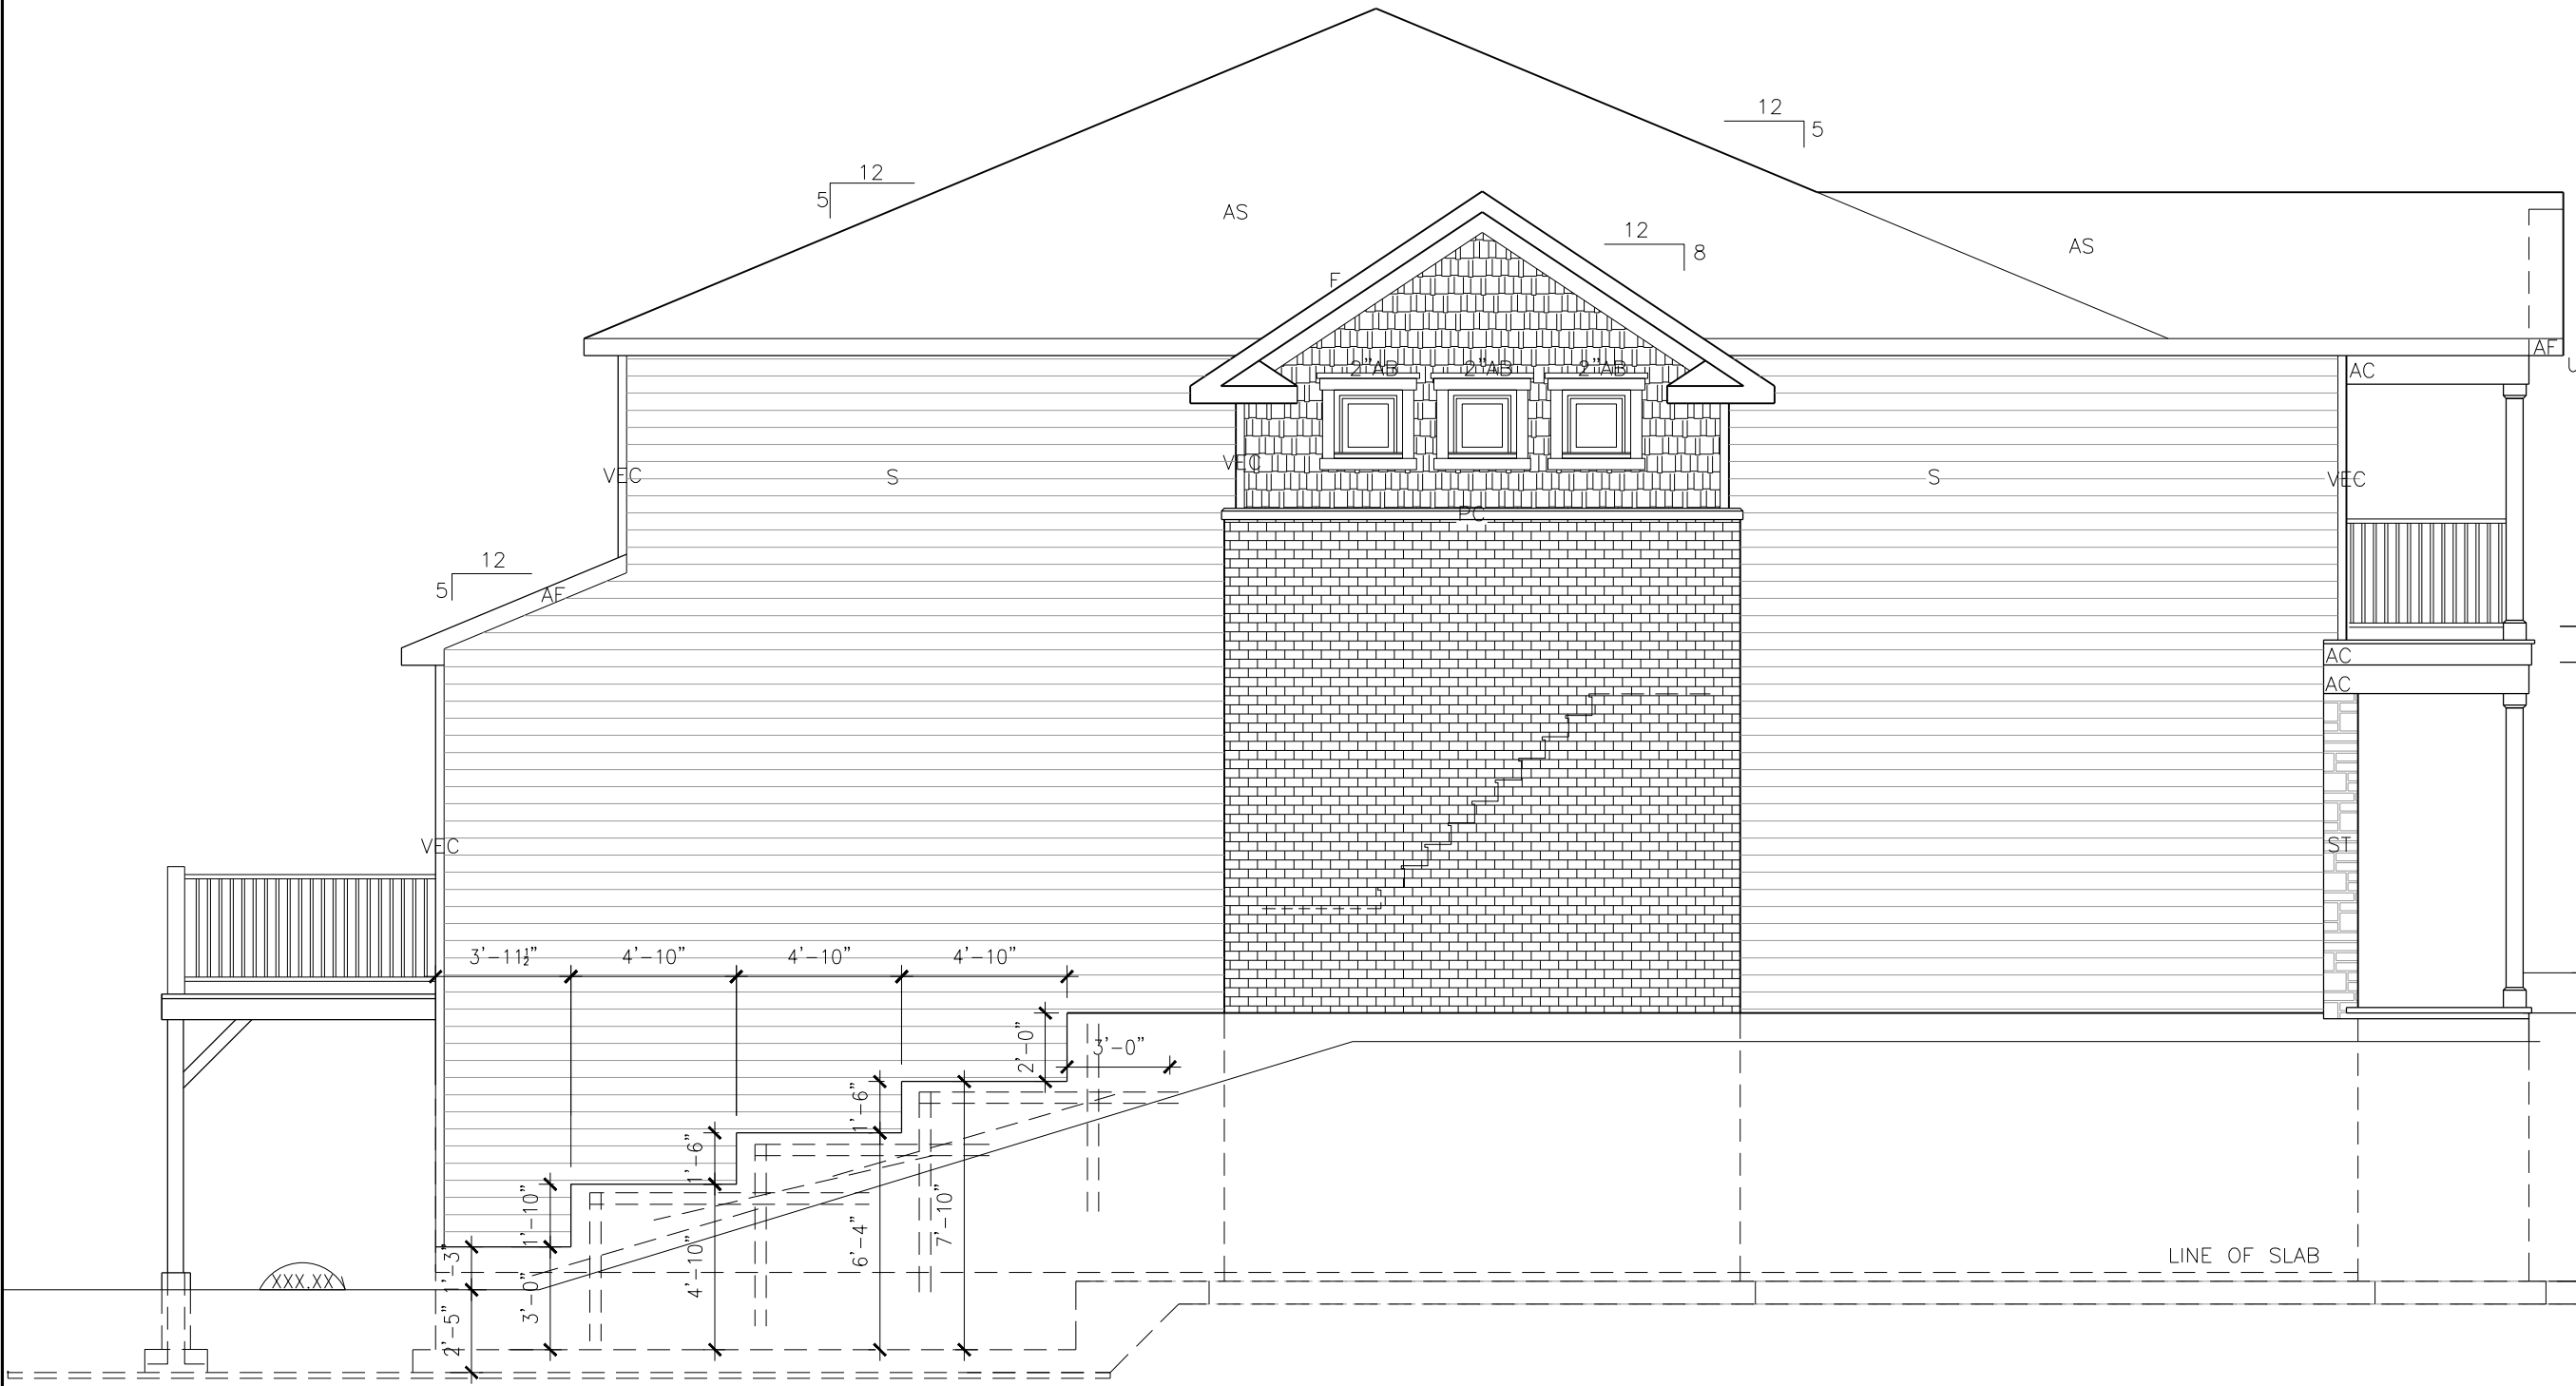 12
5
12
5
AS
12
8
AS
F
AF
2"AB 2"AB 2"AB
AC
VEC
S
VEC
S
VEC
PC
12
5
AF
AC
AC
VEC
ST
3'-11½" 4'-10" 4'-10" 4'-10"
2'-0"
3'-0"
1'-6"
1'-6"
1'-10"
7'-10"
6'-4"
4'-10"
3'-0"
1'-3"
2'-5"
XXX.XX
LINE OF SLAB